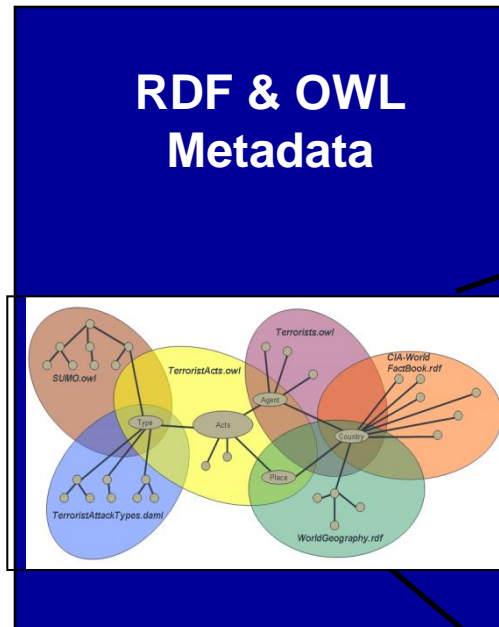 RDF & OWL
Metadata
Terrorists.owl
CIA-World
FactBook.rdf
TerroristActs.owl
SUMO.owl
Agent
Type
Acts
Country
Place
TerroristAttackTypes.daml
WorldGeography.rdf